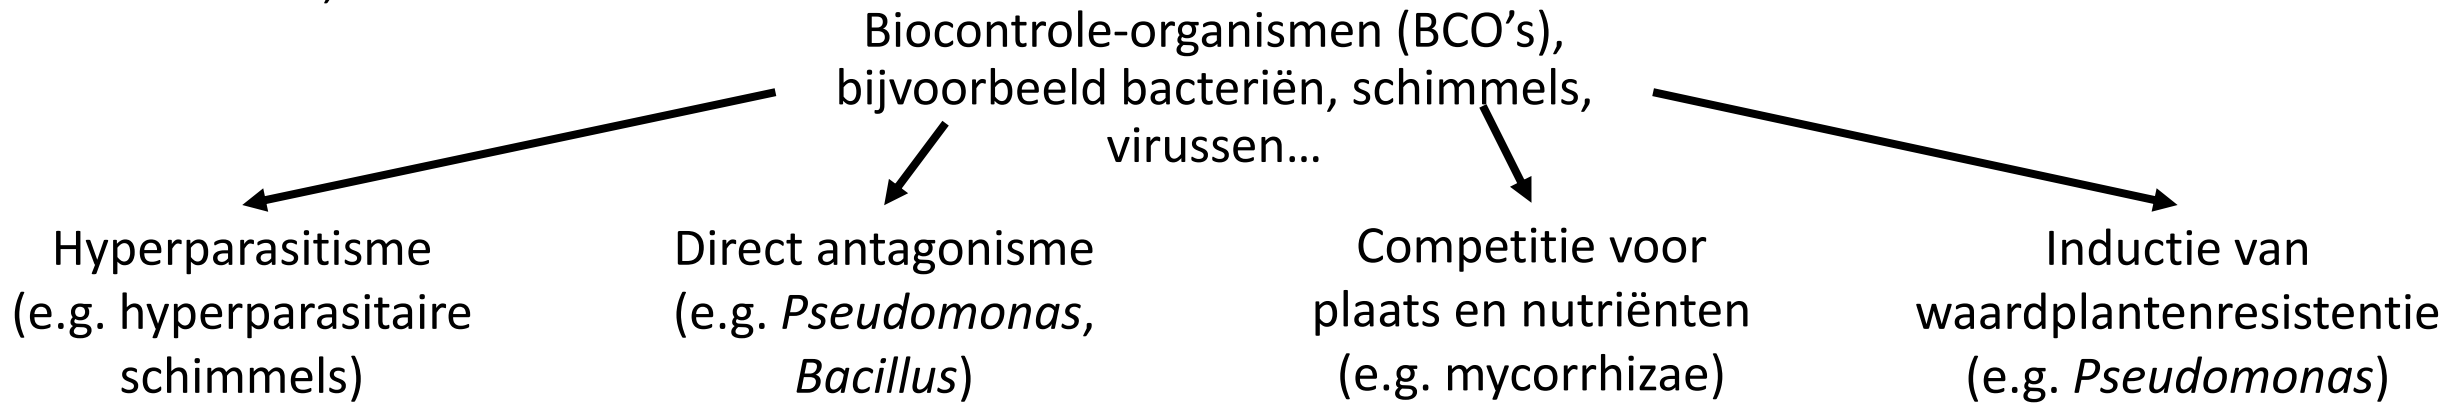 Biocontrole-organismen (BCO’s),
bijvoorbeeld bacteriën, schimmels,
virussen…
Hyperparasitisme
(e.g. hyperparasitaire
schimmels)
Direct antagonisme
(e.g. Pseudomonas,
Bacillus)
Competitie voor
plaats en nutriënten
(e.g. mycorrhizae)
Inductie van
waardplantenresistentie
(e.g. Pseudomonas)